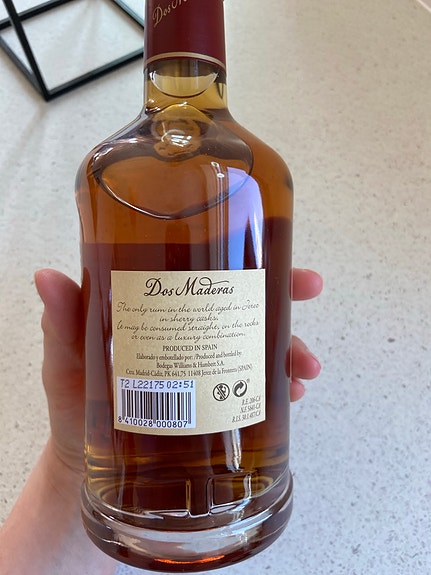 Dos M
Dos Maderas
The only rum in the world aged in Jerez
in sherry casks.
It may be consumed straight, on the rocks
or even as a luxury combination.
PRODUCED IN SPAIN
Elaborado y embotellado por: / Produced and bottled by:
Bodegas Williams & Humbert S.A.
Ctra. Madrid-Cádiz, PK 641,75 11408 Jerez de la Frontera (SPAIN)
T2 L22175 02:51
8 410028 000807